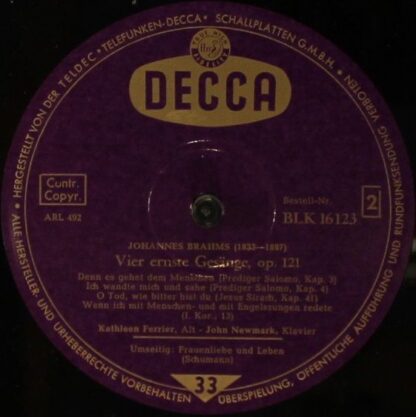 HERGESTELLT VON DER TELDEC • TELEFUNKEN-DECCA • SCHALLPLATTEN G.M.B.H.
ALLE HERSTELLER- UND URHEBERRECHTE VORBEHALTEN
ÜBERSPIELUNG, ÖFFENTLICHE AUFFÜHRUNG UND RUNDFUNKSENDUNG VERBOTEN
DECCA
Cuntr.
Copyr.
ARL 492
Bestell-Nr.
BLK 16123
2
JOHANNES BRAHMS (1833—1887)
Vier ernste Gesänge, op. 121
Denn es gehet dem Menschen (Prediger Salomo, Kap. 3)
Ich wandte mich und sahe (Prediger Salomo, Kap. 4)
O Tod, wie bitter bist du (Jesus Sirach, Kap. 41)
Wenn ich mit Menschen- und mit Engelszungen redete
(I. Kor., 13)
Kathleen Ferrier, Alt - John Newmark, Klavier
Umseitig: Frauenliebe und Leben
(Schumann)
33